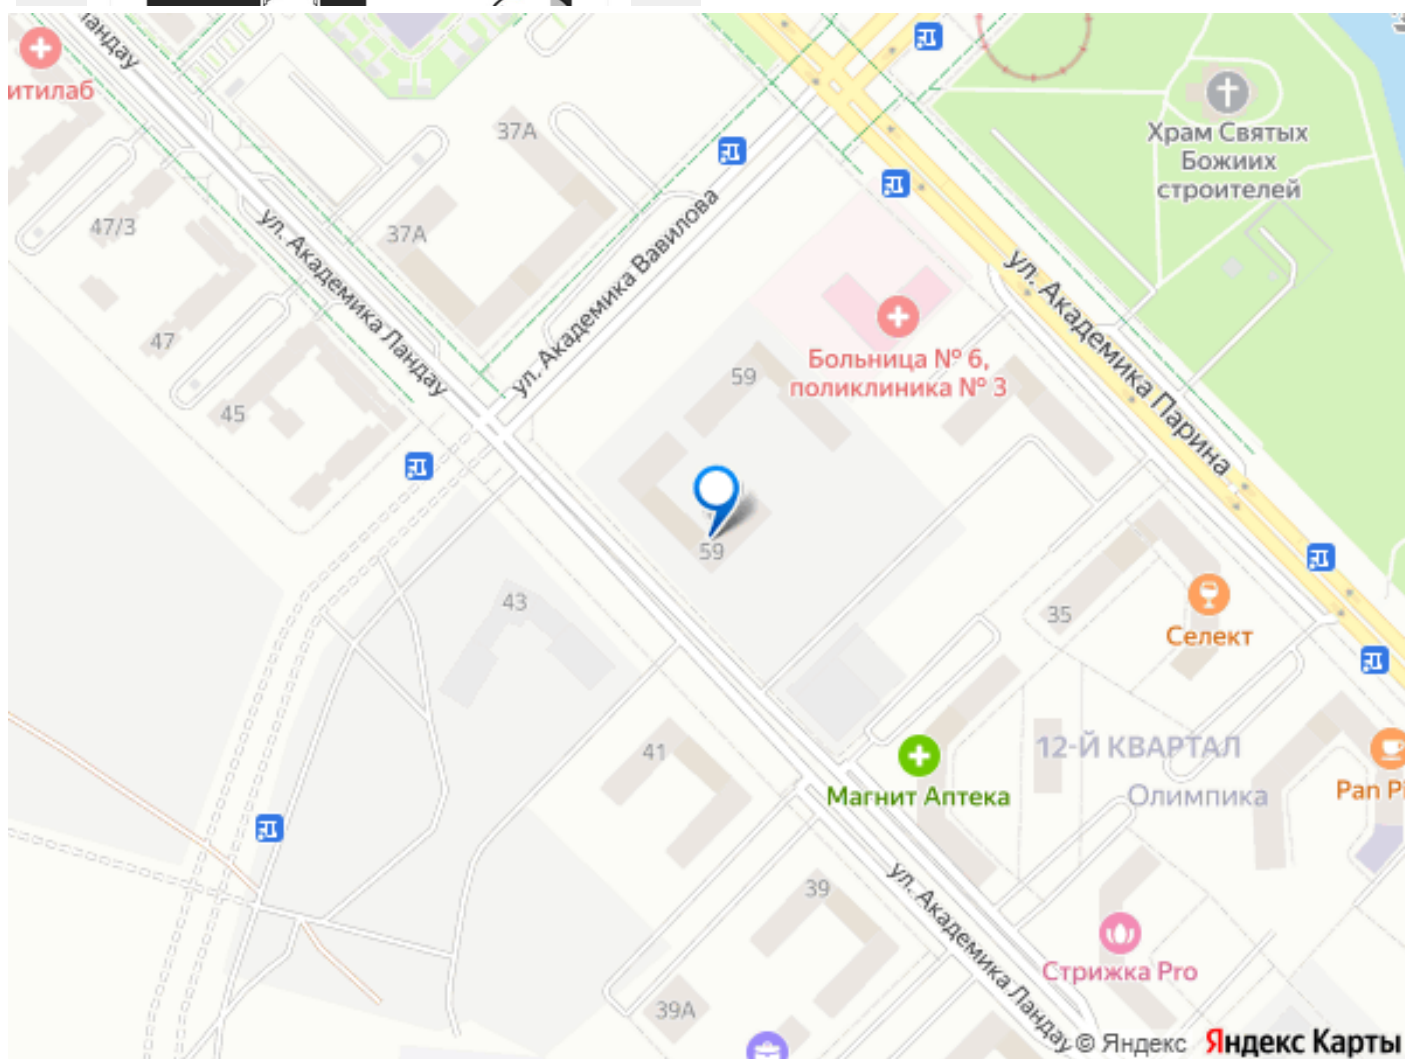 Ландау
итилаб
37А
Храм Святых
Божиих
строителей
47/3
37А
ул. Академика Ландау
ул. Академика Вавилова
ул. Академика Парина
47
45
59
Больница № 6,
поликлиника № 3
59
43
35
Селект
41
12-Й КВАРТАЛ
Олимпика
Магнит Аптека
Pan Pi
39
ул. Академика Ландау
Стрижка Pro
39А
© Яндекс Яндекс Карты